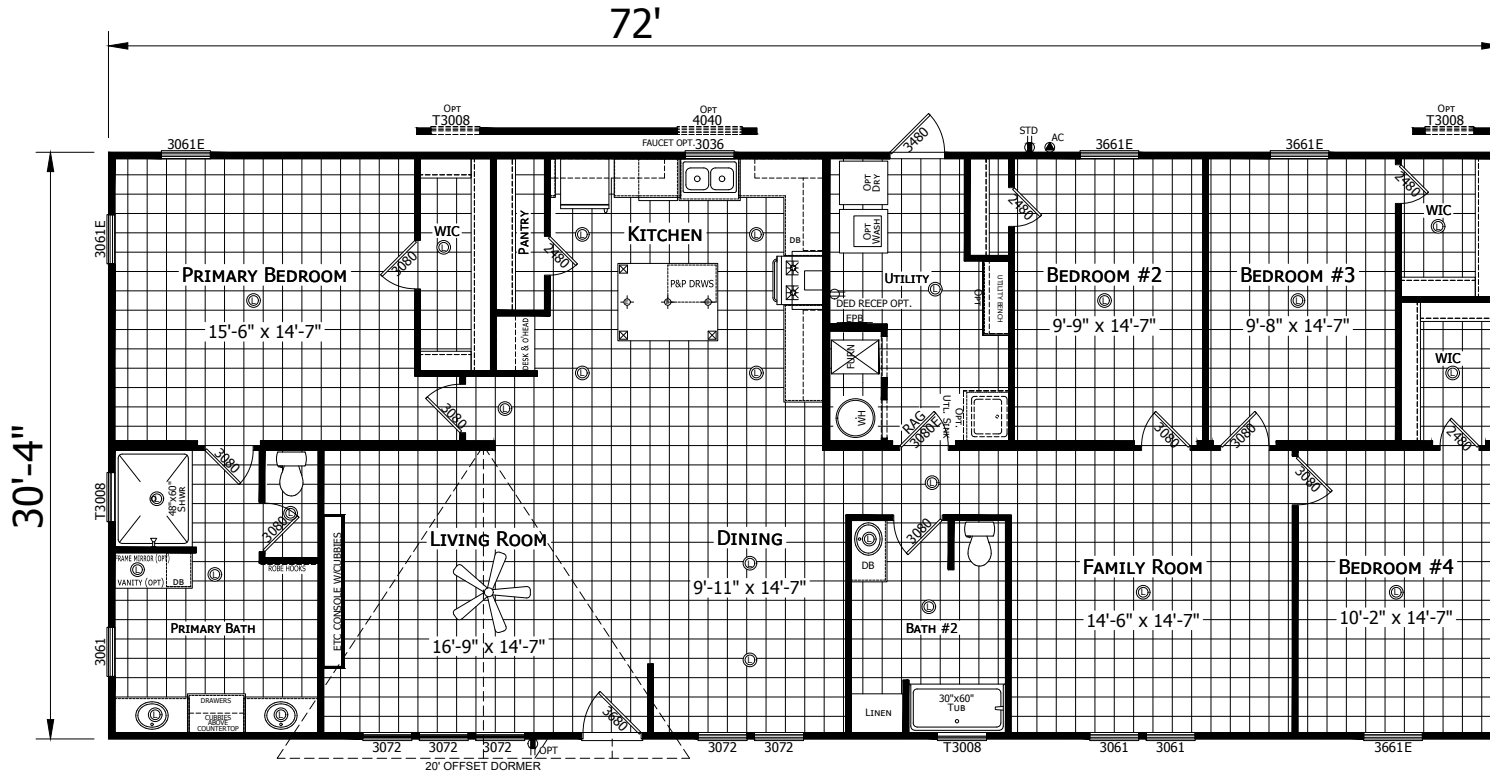 72'
30'-4"
OPT
T3008
OPT
4040
OPT
T3008
3061E
FAUCET OPT.
3036
3480
STD
AC
3661E
3661E
3061E
WIC
3080
PRIMARY BEDROOM
15'-6" x 14'-7"
PANTRY
2480
KITCHEN
P&P DRWS
DB
DESK & O'HEAD
3080
OPT
DRY
OPT
WASH
UTILITY
DED RECEP OPT.
EPB
FURN
WH
OPT
UTILITY BENCH
OPT.
UTL SINK
RAG
3080E
2480
BEDROOM #2
9'-9" x 14'-7"
3080
BEDROOM #3
9'-8" x 14'-7"
3080
2480
WIC
WIC
2480
T3008
48"x60"
SHWR
3080
3080
FRAME MIRROR (OPT)
VANITY (OPT)
DB
ROBE HOOKS
PRIMARY BATH
3061
DRAWERS
CUBBIES
ABOVE
COUNTERTOP
ETC CONSOLE W/CUBBIES
LIVING ROOM
16'-9" x 14'-7"
3680
DINING
9'-11" x 14'-7"
3080
DB
BATH #2
LINEN
30"x60"
TUB
FAMILY ROOM
14'-6" x 14'-7"
3080
BEDROOM #4
10'-2" x 14'-7"
3072
3072
3072
OPT
3072
3072
T3008
3061
3061
3661E
20' OFFSET DORMER